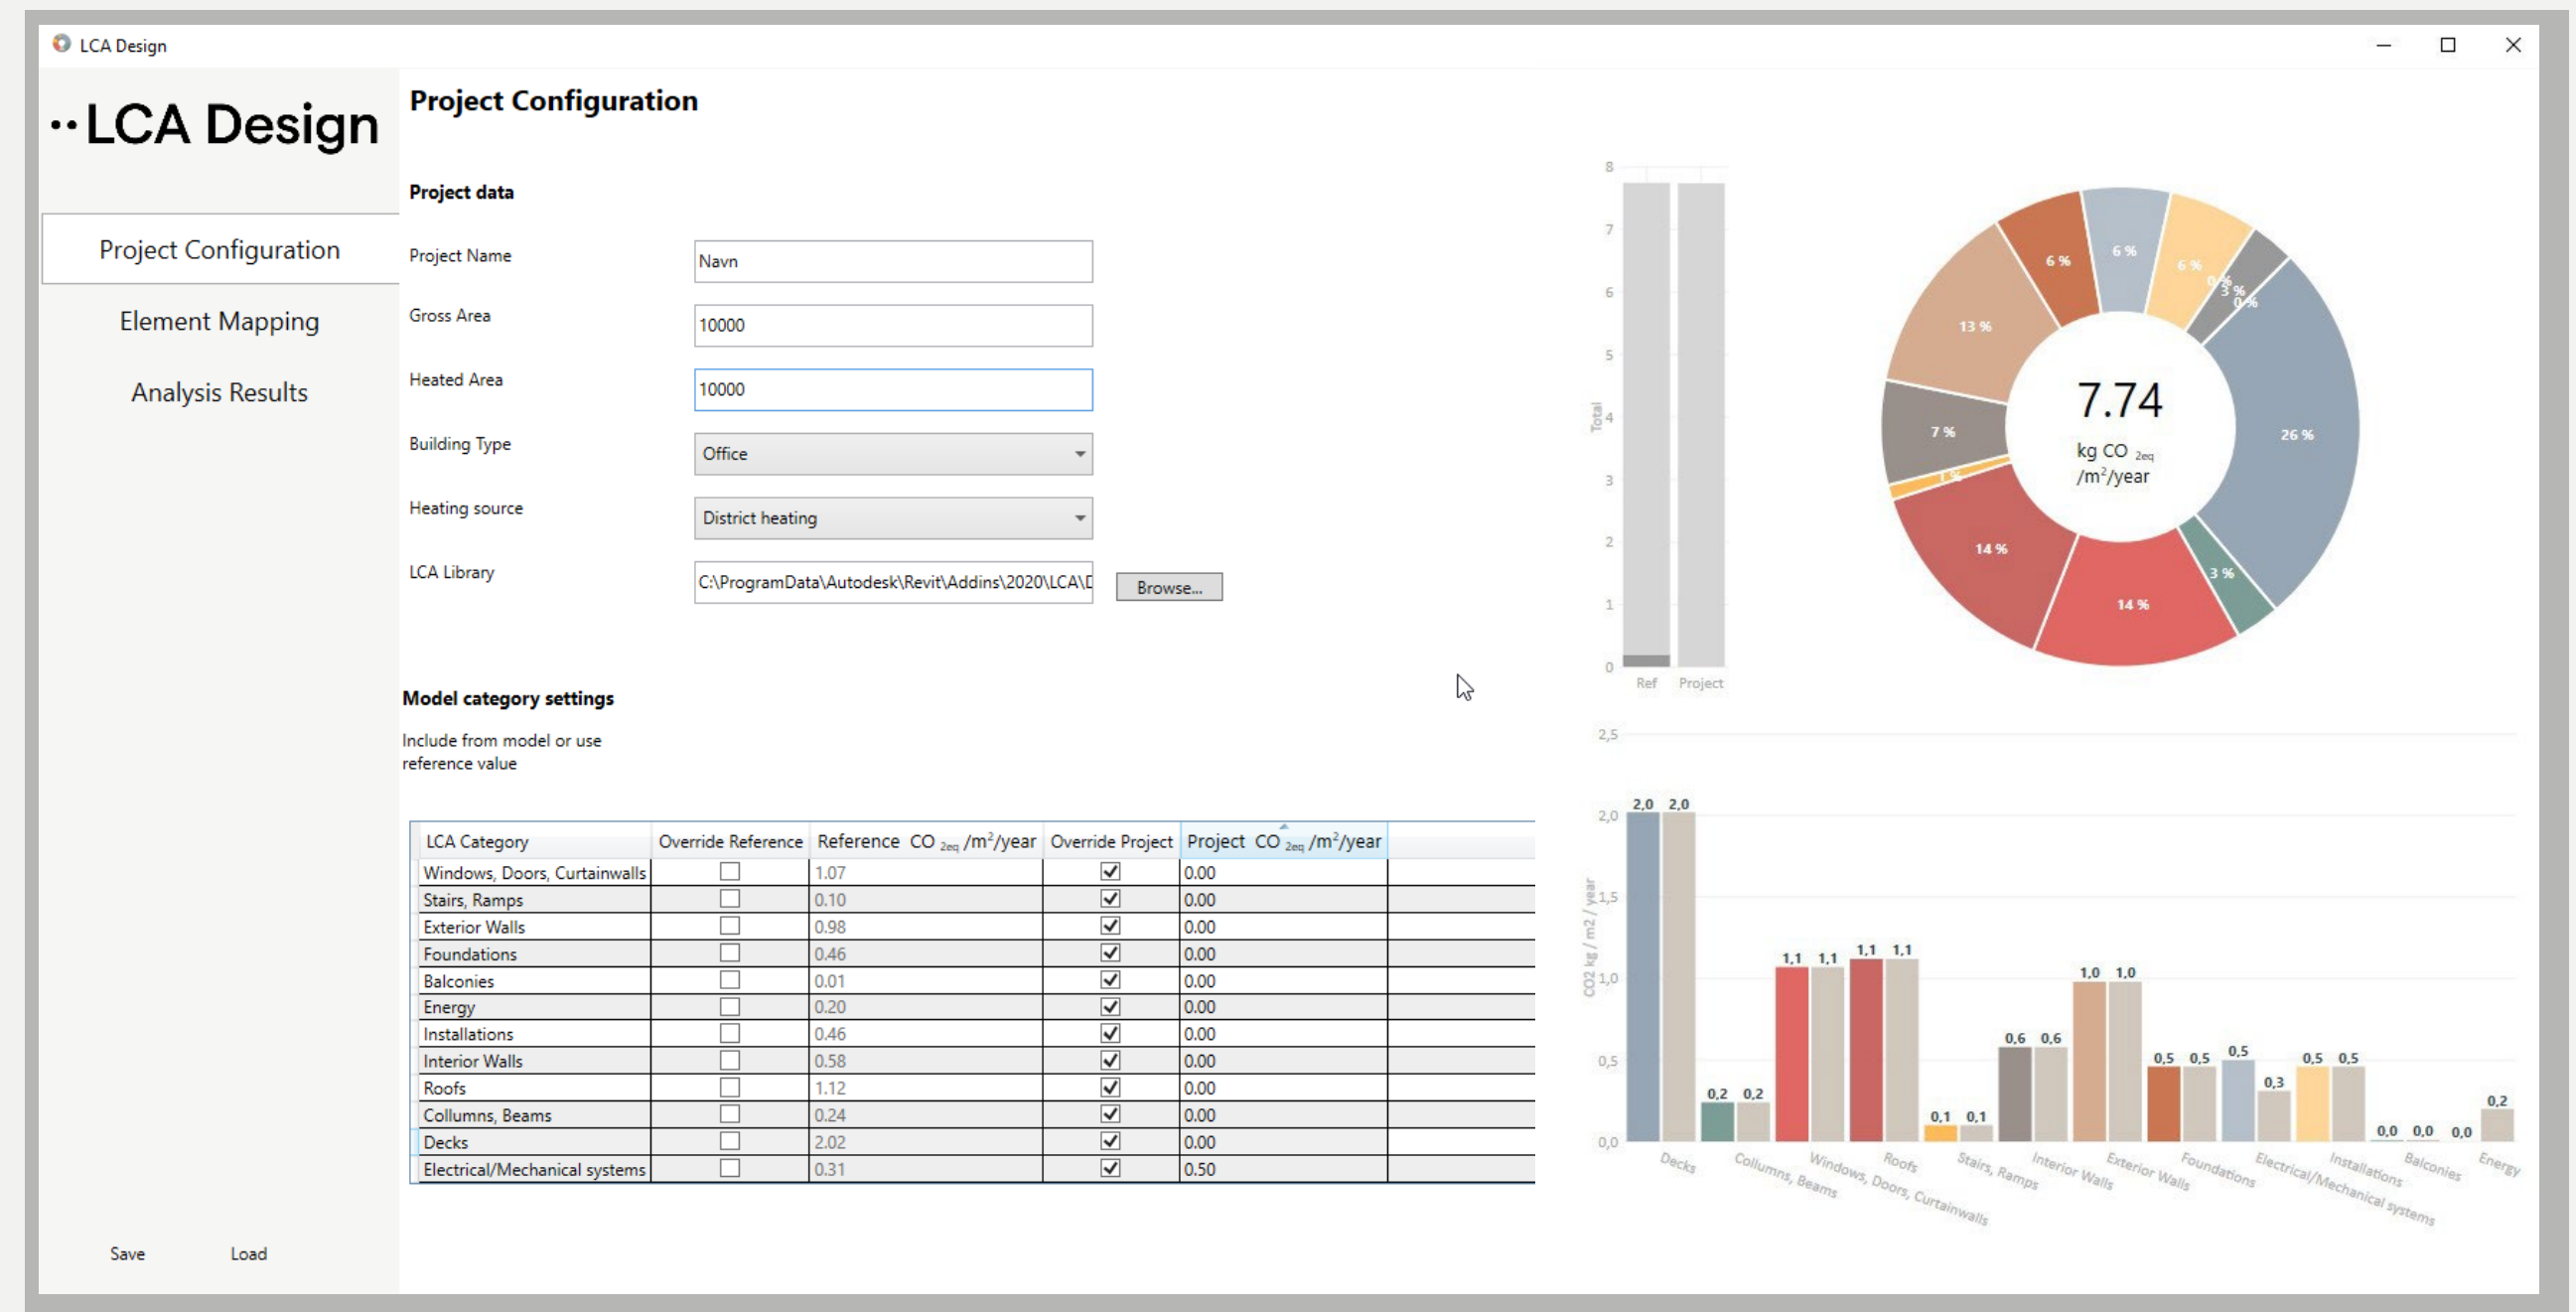 LCA Design
··LCA Design
Project Configuration
Element Mapping
Analysis Results
Save Load
Project Configuration
Project data
Project Name Navn
Gross Area 10000
Heated Area 10000
Building Type Office
Heating source District heating
LCA Library C:\ProgramData\Autodesk\Revit\Addins\2020\LCA\D Browse...
Model category settings
Include from model or use
reference value
LCA Category Override Reference Reference CO 2eq /m²/year Override Project Project CO 2eq /m²/year
Windows, Doors, Curtainwalls 1.07 0.00
Stairs, Ramps 0.10 0.00
Exterior Walls 0.98 0.00
Foundations 0.46 0.00
Balconies 0.01 0.00
Energy 0.20 0.00
Installations 0.46 0.00
Interior Walls 0.58 0.00
Roofs 1.12 0.00
Collumns, Beams 0.24 0.00
Decks 2.02 0.00
Electrical/Mechanical systems 0.31 0.50
8
7
6
5
4
3
2
1
0
Total
Ref Project
6 %
6 %
6 %
0 %
3 %
0 %
13 %
26 %
7 %
1 %
14 %
14 %
3 %
7.74
kg CO 2eq
/m²/year
2,5
2,0
1,5
1,0
0,5
0,0
CO2 kg / m2 / year
2,0 2,0
0,2 0,2
1,1 1,1
1,1 1,1
0,1 0,1
0,6 0,6
1,0 1,0
0,5 0,5
0,5 0,3
0,5 0,5
0,0 0,0
0,0 0,2
Decks
Collumns, Beams
Windows, Doors, Curtainwalls
Roofs
Stairs, Ramps
Interior Walls
Exterior Walls
Foundations
Electrical/Mechanical systems
Installations
Balconies
Energy